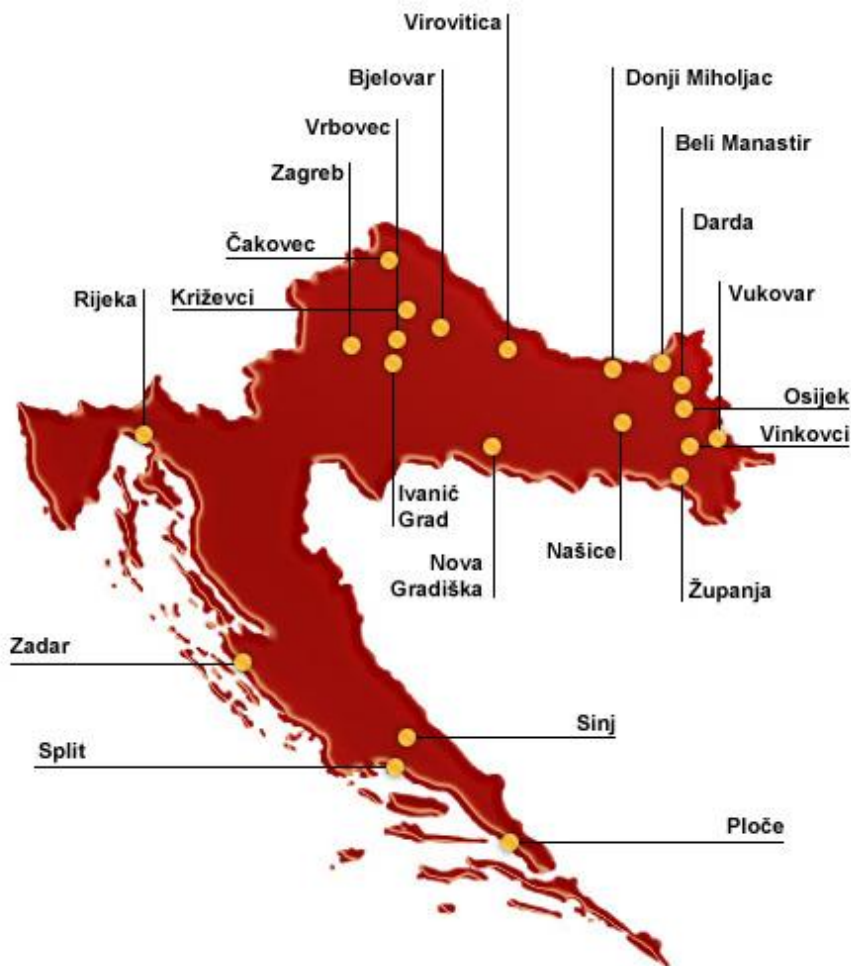 Virovitica
Bjelovar
Donji Miholjac
Vrbovec
Beli Manastir
Zagreb
Darda
Čakovec
Vukovar
Rijeka
Križevci
Osijek
Vinkovci
Ivanić
Grad
Našice
Nova
Gradiška
Županja
Zadar
Sinj
Split
Ploče